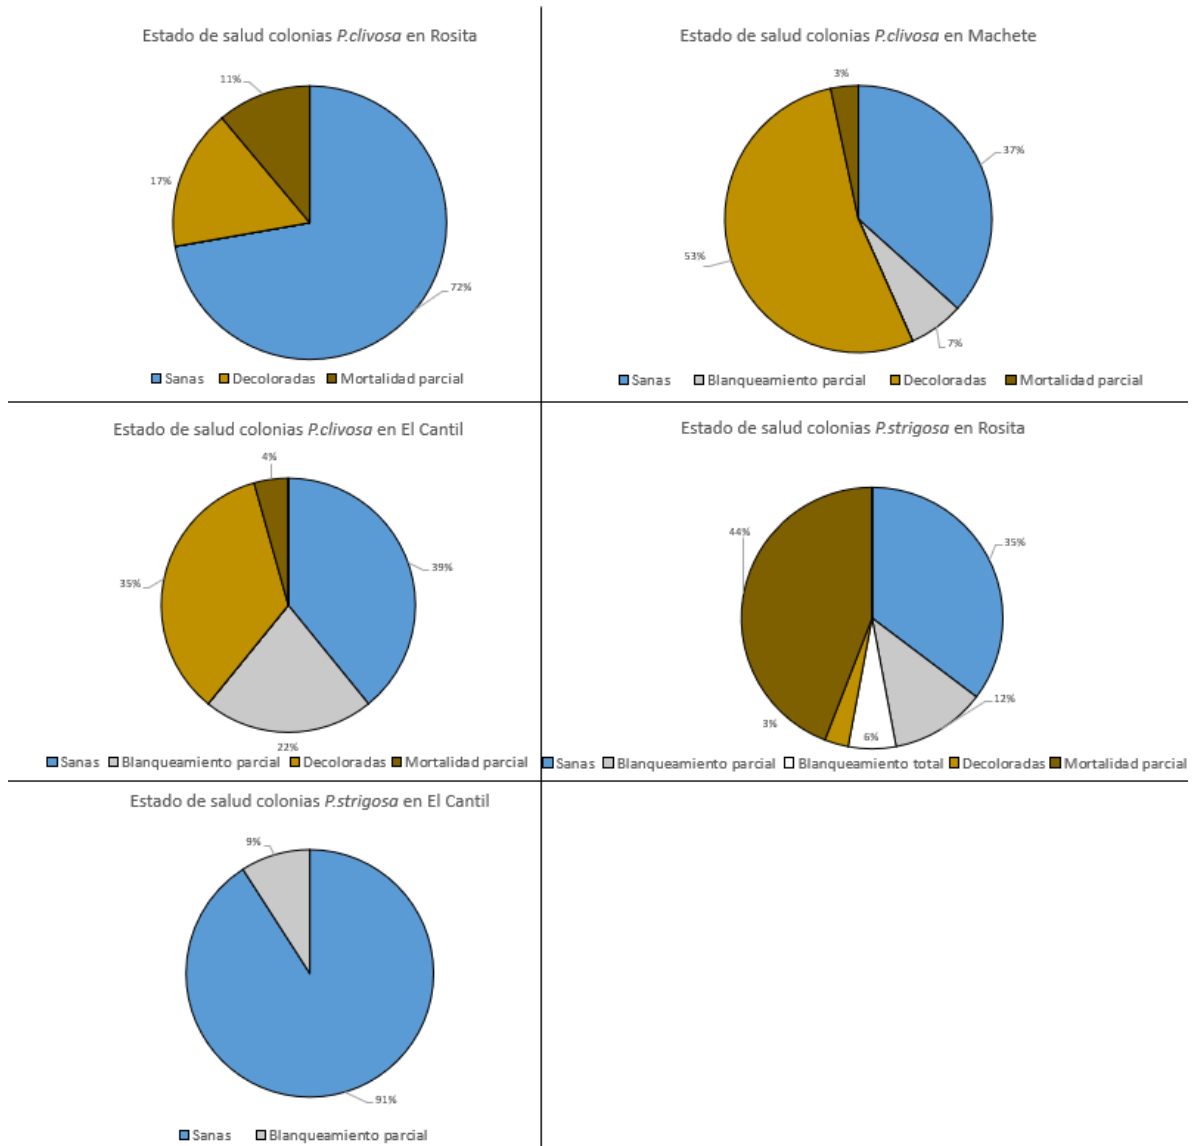 Estado de salud colonias P.clivosa en Rosita
11%
17%
72%
Sanas Decoloradas Mortalidad parcial
Estado de salud colonias P.clivosa en Machete
3%
37%
53%
7%
Sanas Blanqueamiento parcial Decoloradas Mortalidad parcial
Estado de salud colonias P.clivosa en El Cantil
4%
39%
35%
22%
Sanas Blanqueamiento parcial Decoloradas Mortalidad parcial
Estado de salud colonias P.strigosa en Rosita
44%
35%
12%
3%
6%
Sanas Blanqueamiento parcial Blanqueamiento total Decoloradas Mortalidad parcial
Estado de salud colonias P.strigosa en El Cantil
9%
91%
Sanas Blanqueamiento parcial